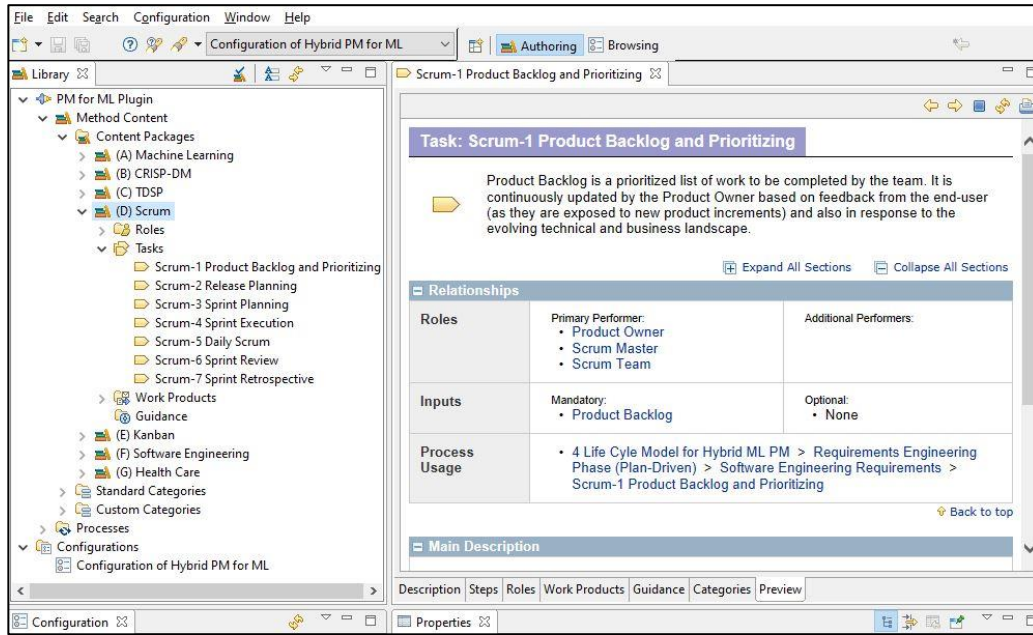 File Edit Search Configuration Window Help
Configuration of Hybrid PM for ML
Authoring
Browsing
Library
PM for ML Plugin
Method Content
Content Packages
(A) Machine Learning
(B) CRISP-DM
(C) TDSP
(D) Scrum
Roles
Tasks
Scrum-1 Product Backlog and Prioritizing
Scrum-2 Release Planning
Scrum-3 Sprint Planning
Scrum-4 Sprint Execution
Scrum-5 Daily Scrum
Scrum-6 Sprint Review
Scrum-7 Sprint Retrospective
Work Products
Guidance
(E) Kanban
(F) Software Engineering
(G) Health Care
Standard Categories
Custom Categories
Processes
Configurations
Configuration of Hybrid PM for ML
Configuration
Scrum-1 Product Backlog and Prioritizing
Task: Scrum-1 Product Backlog and Prioritizing
Product Backlog is a prioritized list of work to be completed by the team. It is
continuously updated by the Product Owner based on feedback from the end-user
(as they are exposed to new product increments) and also in response to the
evolving technical and business landscape.
Expand All Sections Collapse All Sections
Relationships
Roles
Primary Performer:
• Product Owner
• Scrum Master
• Scrum Team
Additional Performers:
Inputs
Mandatory:
• Product Backlog
Optional:
• None
Process
Usage
• 4 Life Cyle Model for Hybrid ML PM > Requirements Engineering
Phase (Plan-Driven) > Software Engineering Requirements >
Scrum-1 Product Backlog and Prioritizing
Back to top
Main Description
Description Steps Roles Work Products Guidance Categories Preview
Properties